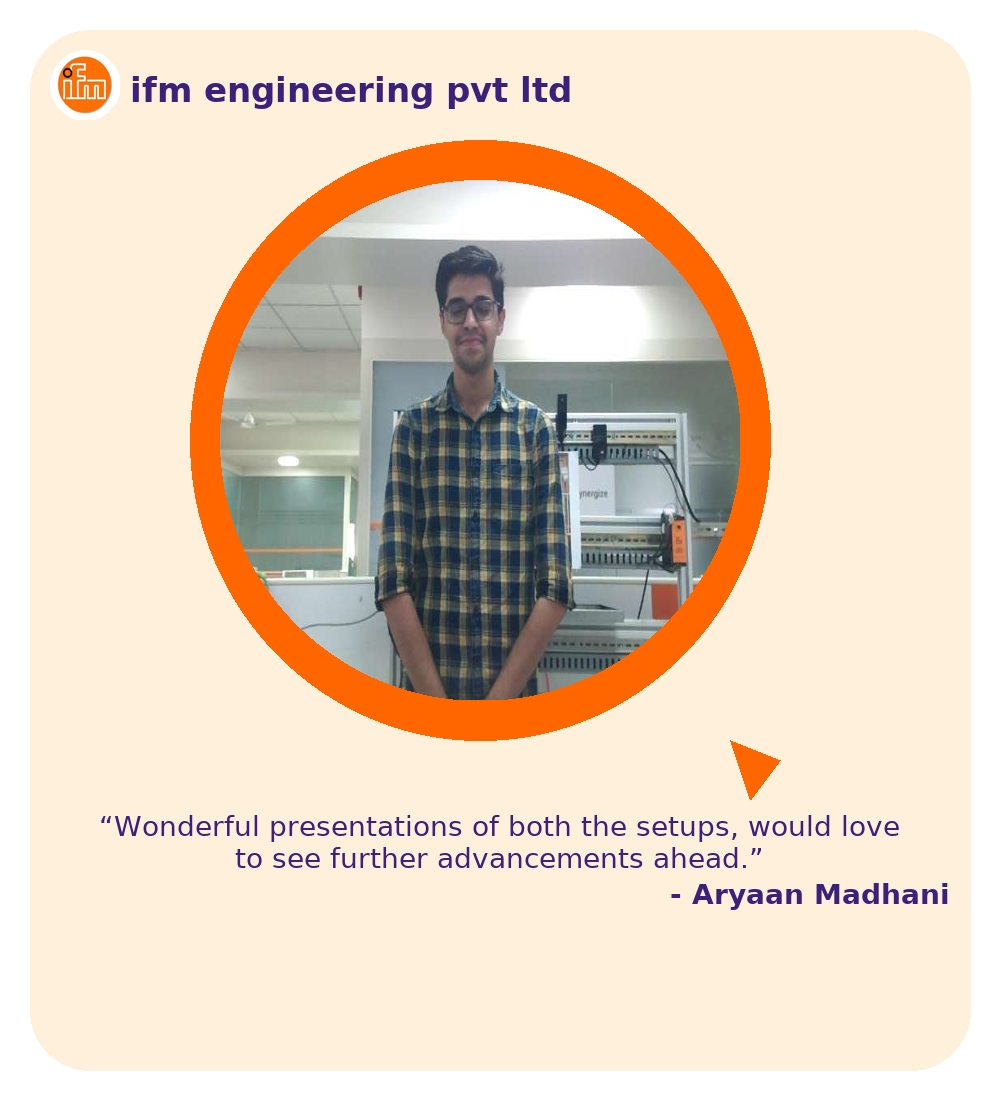 ifm
ifm engineering pvt ltd
ynergize
“Wonderful presentations of both the setups, would love
to see further advancements ahead.”
- Aryaan Madhani